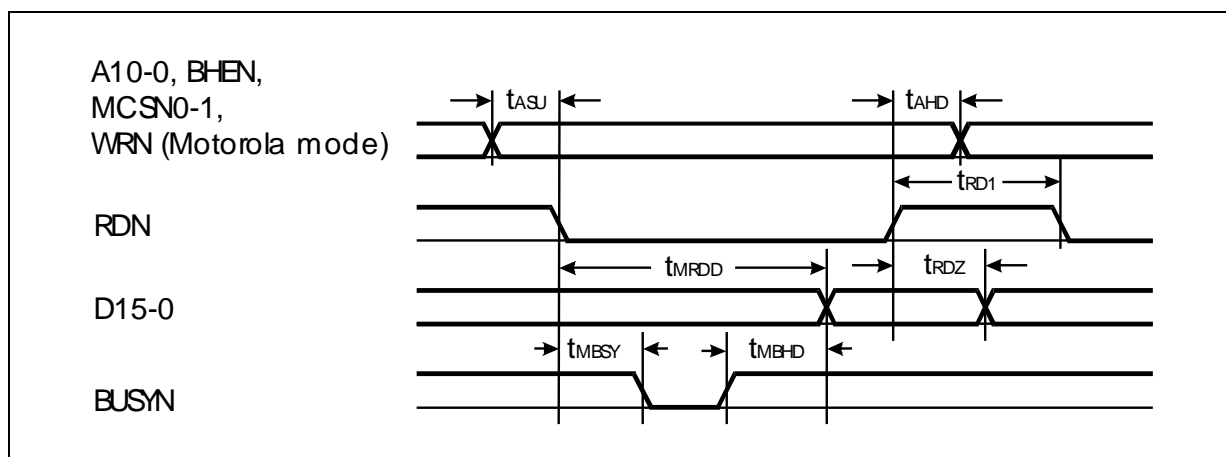 A10-0, BHEN,
MCSN0-1,
WRN (Motorola mode)
tASU
tAHD
tRD1
RDN
tMRDD
tRDZ
D15-0
tMBSY
tMBHD
BUSYN